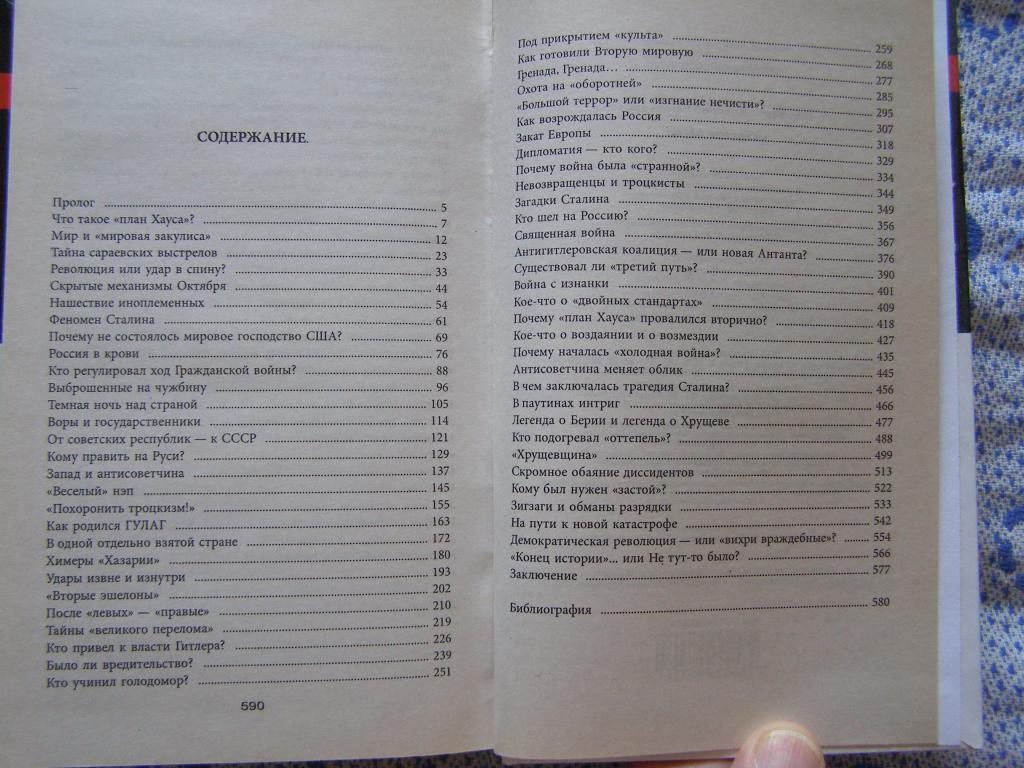 СОДЕРЖАНИЕ.
Пролог 5
Что такое «план Хауса»? 7
Мир и «мировая закулиса» 12
Тайна сараевских выстрелов 23
Революция или удар в спину? 33
Скрытые механизмы Октября 44
Нашествие иноплеменных 54
Феномен Сталина 61
Почему не состоялось мировое господство США? 69
Россия в крови 76
Кто регулировал ход Гражданской войны? 88
Выброшенные на чужбину 96
Темная ночь над страной 105
Воры и государственники 114
От советских республик — к СССР 121
Кому править на Руси? 129
Запад и антисоветчина 137
«Веселый» нэп 145
«Похоронить троцкизм!» 155
Как родился ГУЛАГ 163
В одной отдельно взятой стране 172
Химеры «Хазарии» 180
Удары извне и изнутри 193
«Вторые эшелоны» 202
После «левых» — «правые» 210
Тайны «великого перелома» 219
Кто привел к власти Гитлера? 226
Было ли вредительство? 239
Кто учинил голодомор? 251
590
Под прикрытием «культа» 259
Как готовили Вторую мировую 268
Гренада, Гренада... 277
Охота на «оборотней» 285
«Большой террор» или «изгнание нечисти»? 295
Как возрождалась Россия 307
Закат Европы 318
Дипломатия — кто кого? 329
Почему война была «странной»? 334
Невозвращенцы и троцкисты 344
Загадки Сталина 349
Кто шел на Россию? 356
Священная война 367
Антигитлеровская коалиция — или новая Антанта? 376
Существовал ли «третий путь»? 390
Война с изнанки 401
Кое-что о «двойных стандартах» 409
Почему «план Хауса» провалился вторично? 418
Кое-что о воздаянии и о возмездии 427
Почему началась «холодная война»? 435
Антисоветчина меняет облик 445
В чем заключалась трагедия Сталина? 456
В паутинах интриг 466
Легенда о Берии и легенда о Хрущеве 477
Кто подогревал «оттепель»? 488
«Хрущевщина» 499
Скромное обаяние диссидентов 513
Кому был нужен «застой»? 522
Зигзаги и обманы разрядки 533
На пути к новой катастрофе 542
Демократическая революция — или «вихри враждебные»? 554
«Конец истории»... или Не тут-то было? 566
Заключение 577
Библиография 580